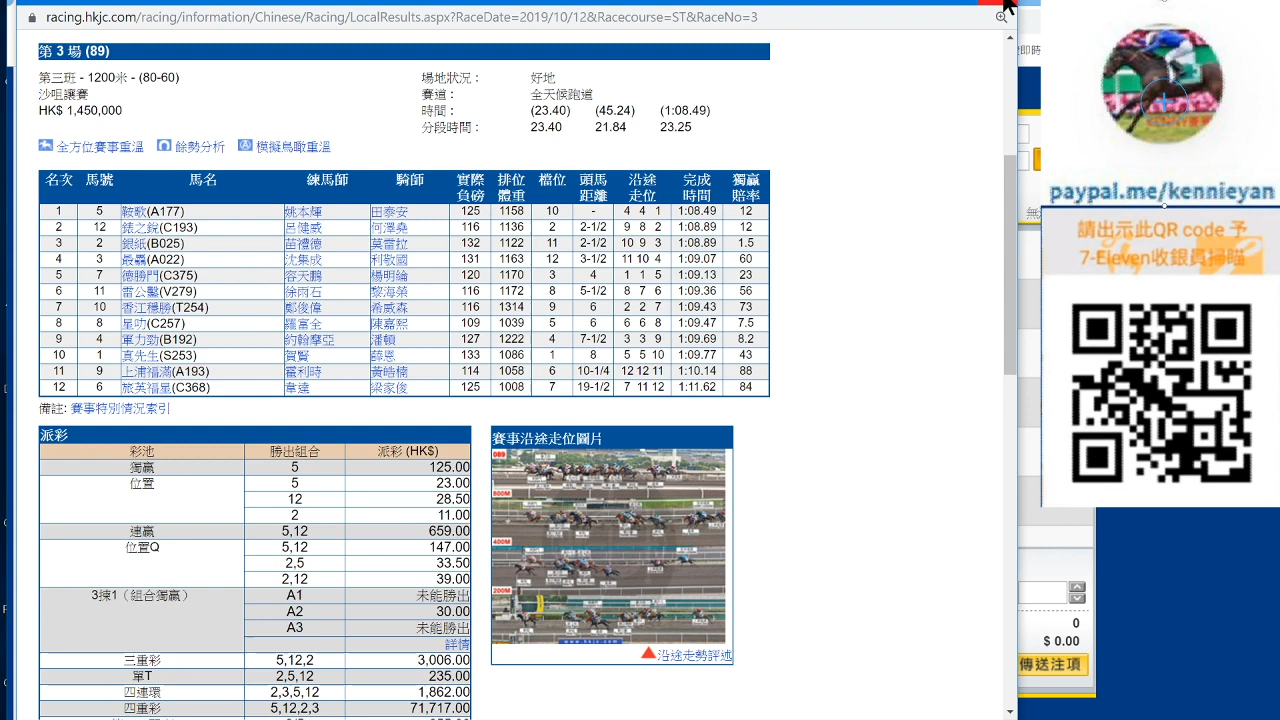 racing.hkjc.com/racing/information/Chinese/Racing/LocalResults.aspx?RaceDate=2019/10/12&Racecourse=ST&RaceNo=3
第 3 場 (89)
第三班 - 1200米 - (80-60) 場地狀況 : 好地
沙咀讓賽 賽道 : 全天候跑道
HK$ 1,450,000 時間 : (23.40) (45.24) (1:08.49)
分段時間 : 23.40 21.84 23.25
全方位賽事重溫 餘勢分析 模擬鳥瞰重溫
名次 馬號 馬名 練馬師 騎師 實際負磅 排位體重 檔位 頭馬距離 沿途走位 完成時間 獨贏賠率
1 5 鞍歌(A177) 姚本輝 田泰安 125 1158 10 - 4 4 1 1:08.49 12
2 12 錶之銳(C193) 呂健威 何澤堯 116 1136 2 2-1/2 9 8 2 1:08.89 12
3 2 銀紙(B025) 苗禮德 莫雷拉 132 1122 11 2-1/2 10 9 3 1:08.89 1.5
4 3 最飆(A022) 沈集成 利敬國 131 1163 12 3-1/2 11 10 4 1:09.07 60
5 7 德勝門(C375) 容天鵬 楊明綸 120 1170 3 4 1 1 5 1:09.13 23
6 11 雷公鑿(V279) 徐雨石 黎海榮 116 1172 8 5-1/2 8 7 6 1:09.36 56
7 10 香江穩勝(T254) 鄭俊偉 希威森 116 1314 9 6 2 2 7 1:09.43 73
8 8 星叻(C257) 羅富全 陳嘉熙 109 1039 5 6 6 6 8 1:09.47 7.5
9 4 軍力勁(B192) 約翰摩亞 潘頓 127 1222 4 7-1/2 3 3 9 1:09.69 8.2
10 1 真先生(S253) 賀賢 薛恩 133 1086 1 8 5 5 10 1:09.77 43
11 9 上浦福滿(A193) 霍利時 黃皓楠 114 1058 6 10-1/4 12 12 11 1:10.14 88
12 6 旅英福星(C368) 韋達 梁家俊 125 1008 7 19-1/2 7 11 12 1:11.62 84
備註: 賽事特別情況索引
派彩
彩池 勝出組合 派彩 (HK$)
獨贏 5 125.00
位置 5 23.00
12 28.50
2 11.00
連贏 5,12 659.00
位置Q 5,12 147.00
2,5 33.50
2,12 39.00
3揀1（組合獨贏） A1 未能勝出
A2 30.00
A3 未能勝出
詳情
三重彩 5,12,2 3,006.00
單T 2,5,12 235.00
四連環 2,3,5,12 1,862.00
四重彩 5,12,2,3 71,717.00
賽事沿途走位圖片
089
800M
400M
200M
www.hkjc.com
沿途走勢評述
paypal.me/kennieyan
請出示此QR code 予
7-Eleven收銀員掃瞄
即時
0
$ 0.00
傳送注項